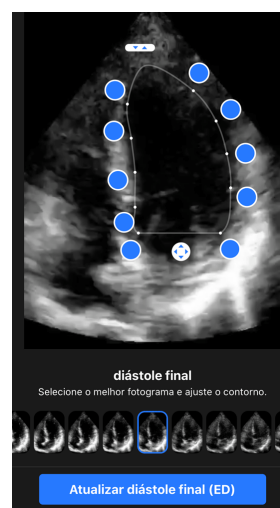 diástole final
Selecione o melhor fotograma e ajuste o contorno.
Atualizar diástole final (ED)